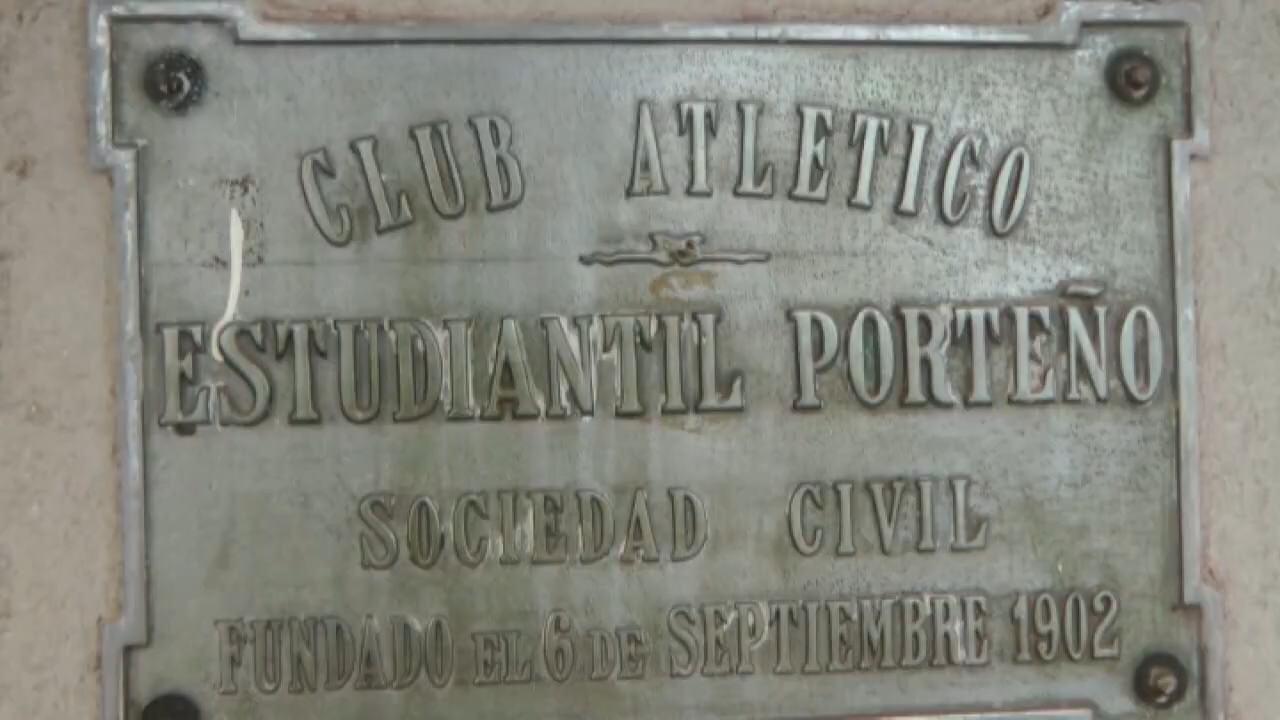 CLUB ATLETICO
ESTUDIANTIL PORTEÑO
SOCIEDAD CIVIL
FUNDADO EL 6 DE SEPTIEMBRE 1902